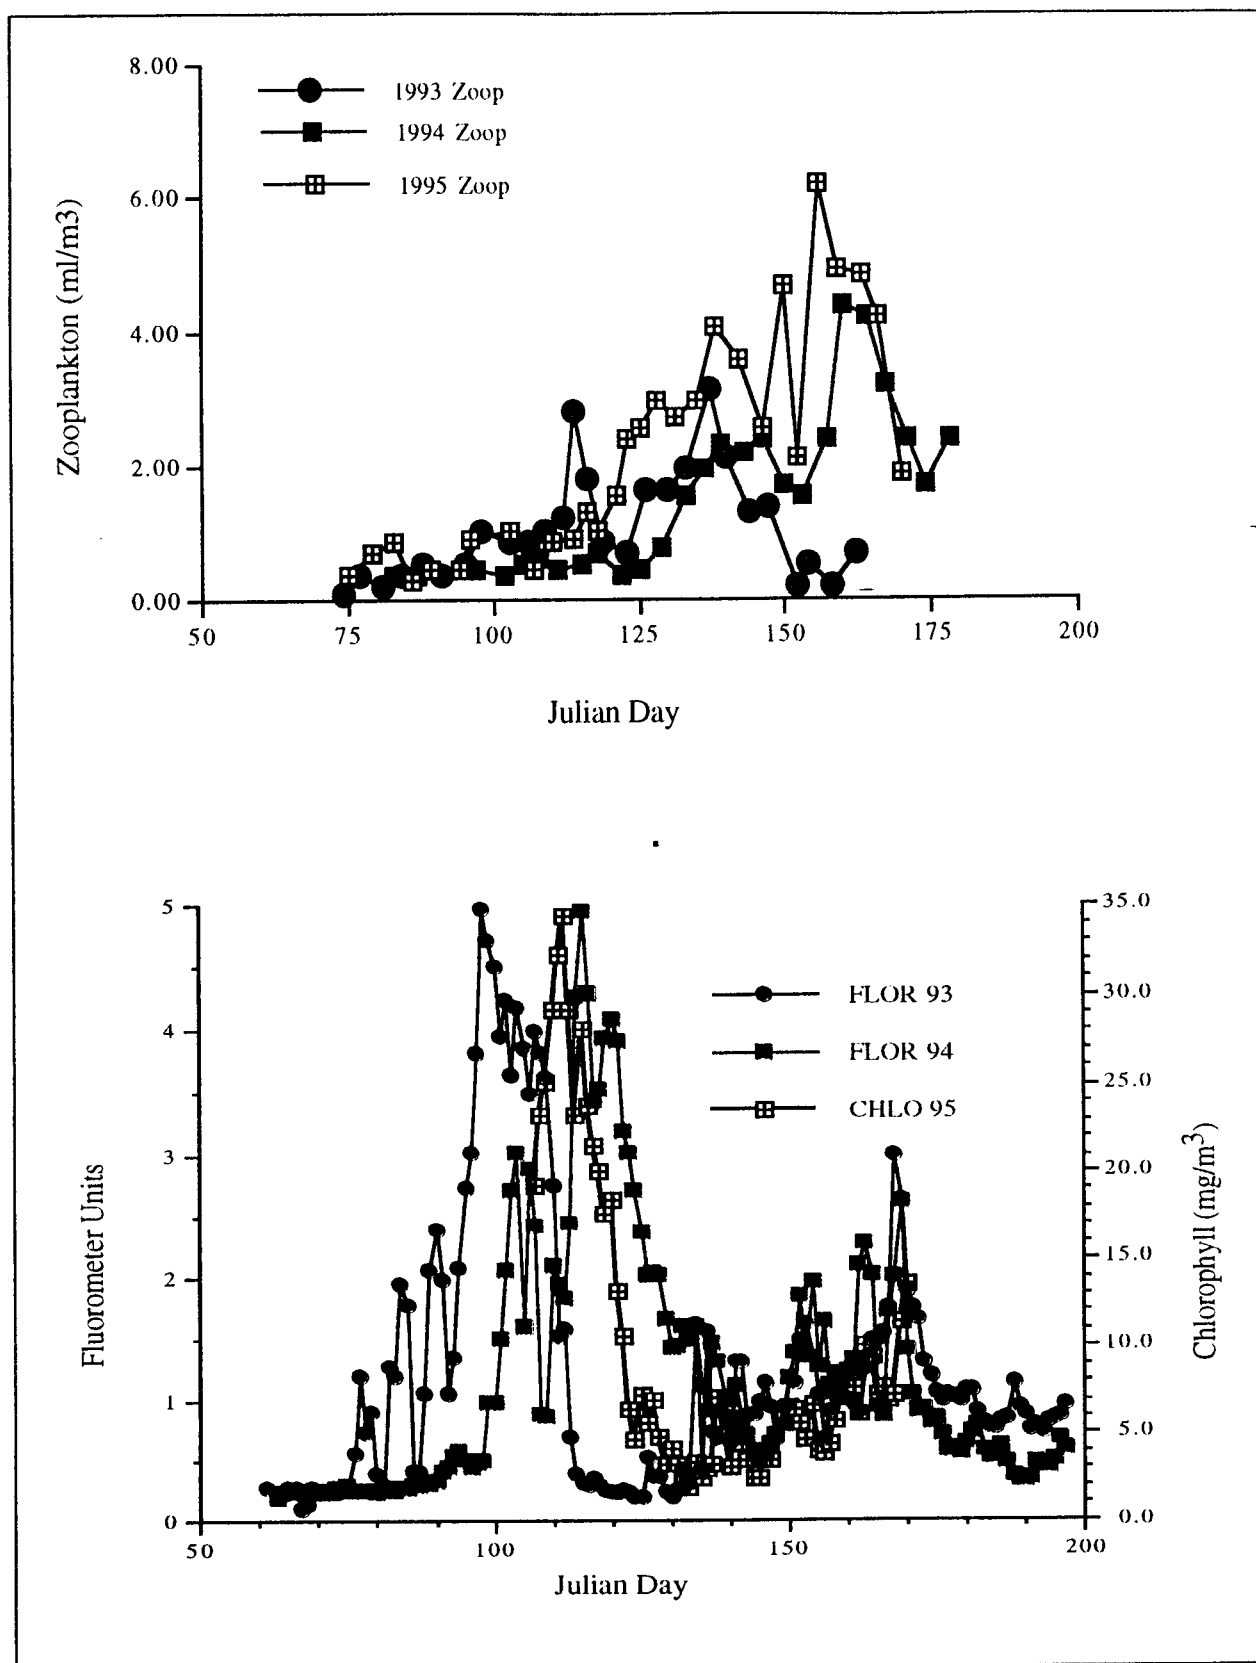 8.00
1993 Zoop
1994 Zoop
1995 Zoop
6.00
4.00
2.00
0.00
Zooplankton (ml/m3)
50 75 100 125 150 175 200
Julian Day
5
4
3
2
1
0
Fluorometer Units
35.0
30.0
25.0
20.0
15.0
10.0
5.0
0.0
Chlorophyll (mg/m3)
FLOR 93
FLOR 94
CHLO 95
50 100 150 200
Julian Day